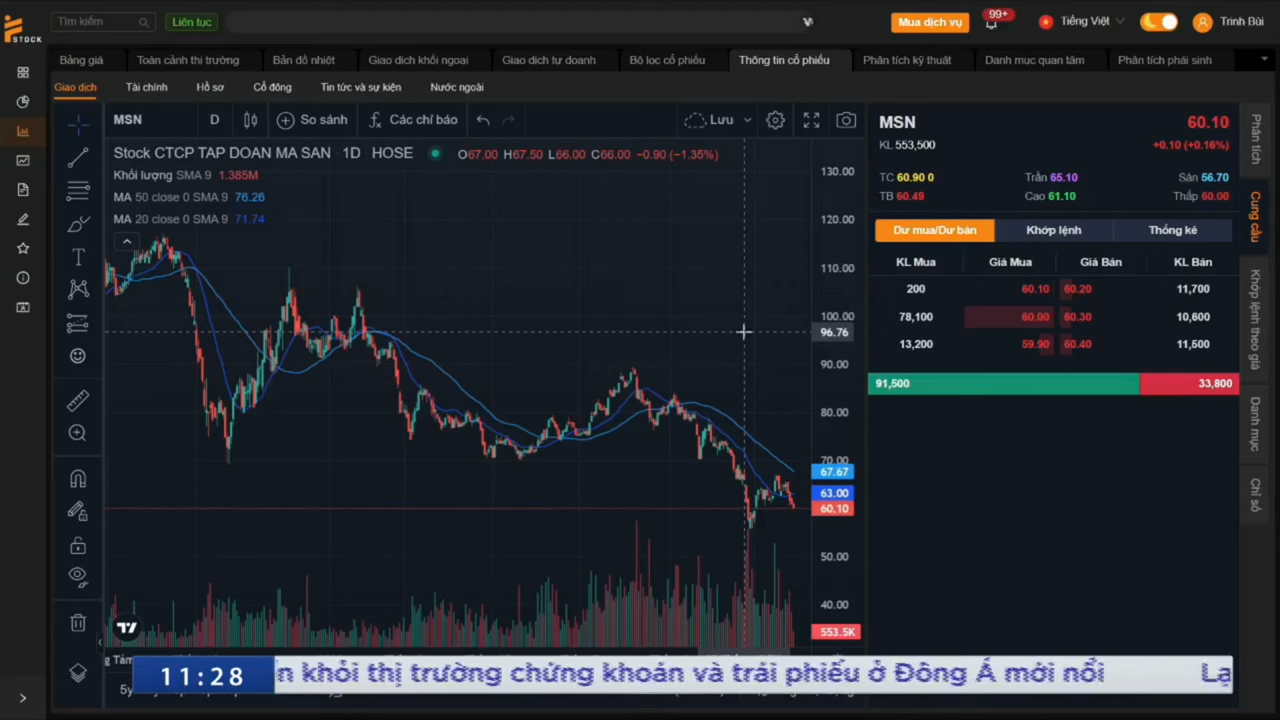 STOCK
Tìm kiếm
Liên tục
Mua dịch vụ
99+
Tiếng Việt
Trinh Bùi
Bảng giá
Toàn cảnh thị trường
Bản đồ nhiệt
Giao dịch khối ngoại
Giao dịch tự doanh
Bộ lọc cổ phiếu
Thông tin cổ phiếu
Phân tích kỹ thuật
Danh mục quan tâm
Phân tích phái sinh
Giao dịch
Tài chính
Hồ sơ
Cổ đông
Tin tức và sự kiện
Nước ngoài
MSN
D
So sánh
Các chỉ báo
Lưu
Stock CTCP TAP DOAN MA SAN 1D HOSE
O67.00 H67.50 L66.00 C66.00 −0.90 (−1.35%)
Khối lượng SMA 9 1.385M
MA 50 close 0 SMA 9 76.26
MA 20 close 0 SMA 9 71.74
130.00
120.00
110.00
100.00
96.76
90.00
80.00
70.00
67.67
63.00
60.10
50.00
40.00
553.5K
MSN 60.10
KL 553,500 +0.10 (+0.16%)
TC 60.90 0 Trần 65.10 Sàn 56.70
TB 60.49 Cao 61.10 Thấp 60.00
Dư mua/Dư bán Khớp lệnh Thống kê
KL Mua Giá Mua Giá Bán KL Bán
200 60.10 60.20 11,700
78,100 60.00 60.30 10,600
13,200 59.90 60.40 11,500
91,500 33,800
Phân tích
Cung cầu
Khớp lệnh theo giá
Danh mục
Chỉ số
11:28
khỏi thị trường chứng khoán và trái phiếu ở Đông Á mới nổi